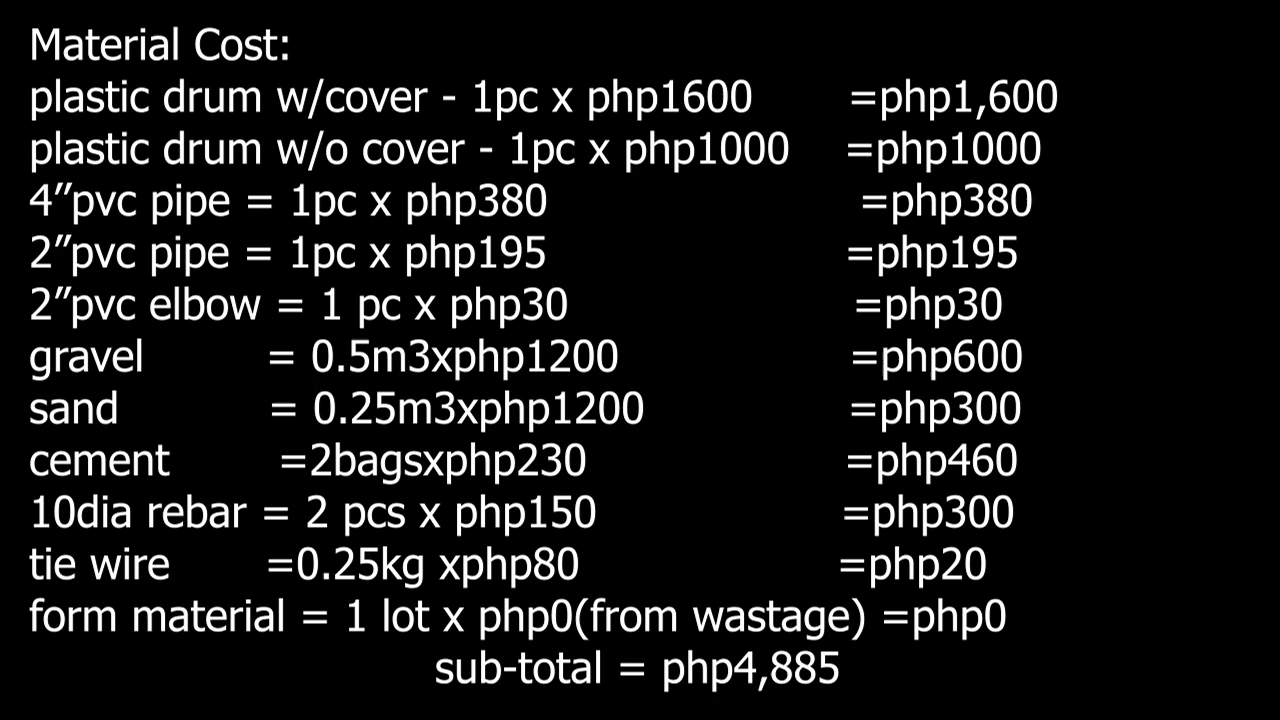 Material Cost:
plastic drum w/cover - 1pc x php1600 =php1,600
plastic drum w/o cover - 1pc x php1000 =php1000
4”pvc pipe = 1pc x php380 =php380
2”pvc pipe = 1pc x php195 =php195
2”pvc elbow = 1 pc x php30 =php30
gravel = 0.5m3xphp1200 =php600
sand = 0.25m3xphp1200 =php300
cement =2bagsxphp230 =php460
10dia rebar = 2 pcs x php150 =php300
tie wire =0.25kg xphp80 =php20
form material = 1 lot x php0(from wastage) =php0
sub-total = php4,885